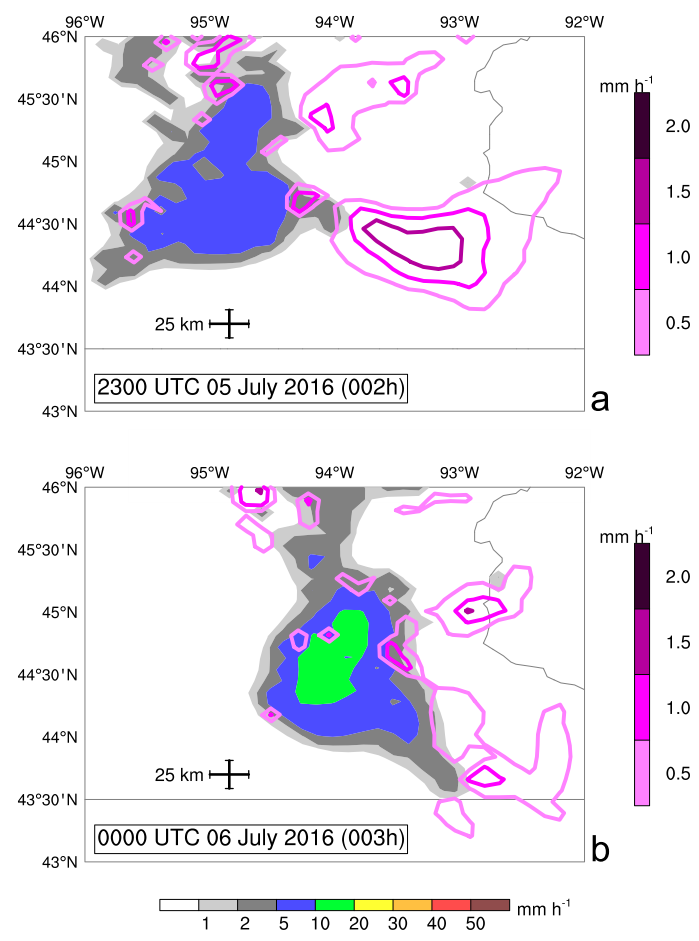 96°W 95°W 94°W 93°W 92°W
46°N
45°30'N
45°N
44°30'N
44°N
43°30'N
43°N
25 km
2300 UTC 05 July 2016 (002h)
a
mm h-1
2.0
1.5
1.0
0.5
96°W 95°W 94°W 93°W 92°W
46°N
45°30'N
45°N
44°30'N
44°N
43°30'N
43°N
25 km
0000 UTC 06 July 2016 (003h)
b
mm h-1
2.0
1.5
1.0
0.5
1 2 5 10 20 30 40 50 mm h-1